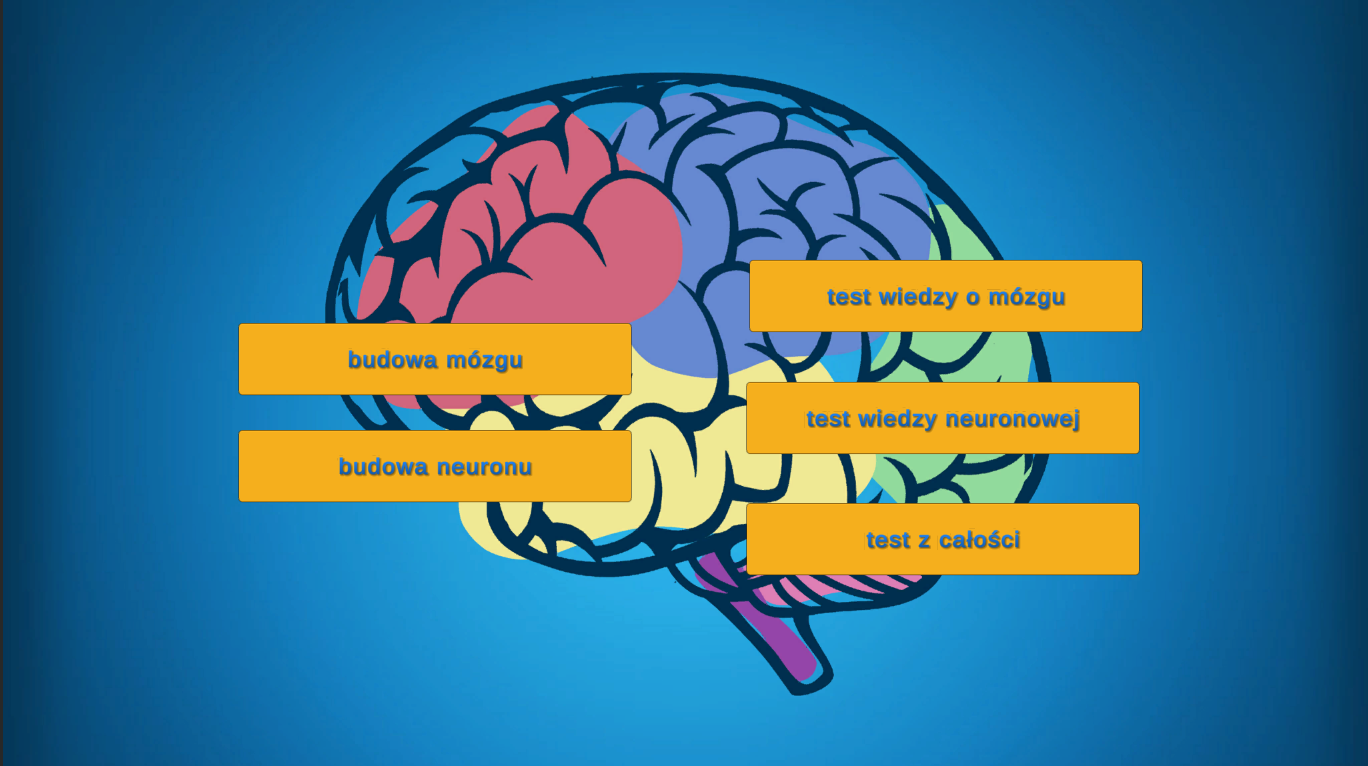 budowa mózgu
budowa neuronu
test wiedzy o mózgu
test wiedzy neuronowej
test z całości